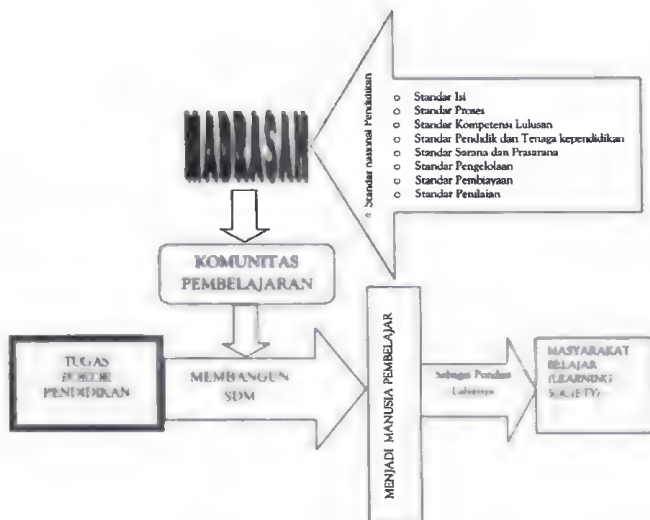 Standar nasional Pendidikan
o Standar Isi
o Standar Proses
o Standar Kompetensi Lulusan
o Standar Pendidik dan Tenaga kependidikan
o Standar Sarana dan Prasarana
o Standar Pengelolaan
o Standar Pembiayaan
o Standar Penilaian
MADRASAH
KOMUNITAS
PEMBELAJARAN
TUGAS
PENDIDIKAN
MEMBANGUN
SDM
MENJADI MANUSIA PEMBELAJAR
Sebagai Pondasi
MASYARAKAT
BELAJAR
(LEARNING
SOCIETY)